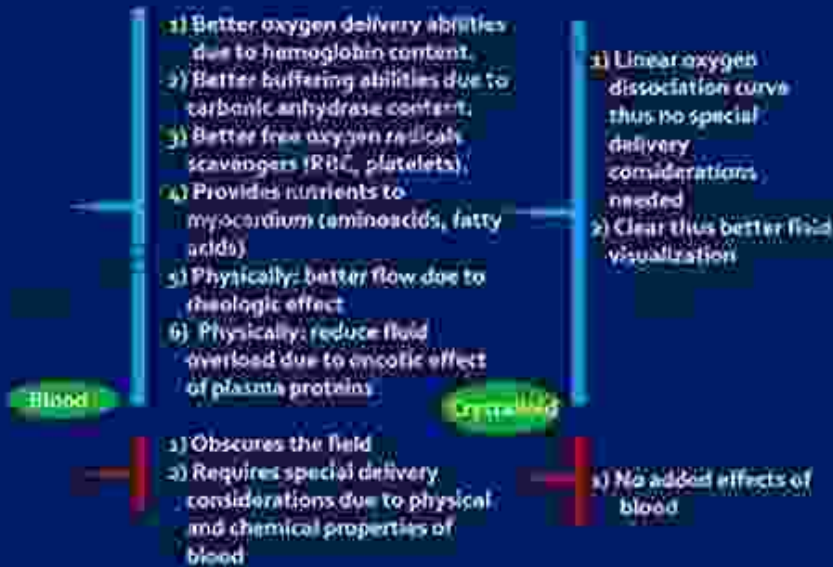 1) Better oxygen delivery abilities
due to hemoglobin content.
2) Better buffering abilities due to
carbonic anhydrase content.
3) Better free oxygen radicals
scavengers (RBC, platelets).
4) Provides nutrients to
myocardium (aminoacids, fatty
acids)
5) Physically: better flow due to
rheologic effect
6) Physically: reduce fluid
overload due to oncotic effect
of plasma proteins
Blood
1) Obscures the field
2) Requires special delivery
considerations due to physical
and chemical properties of
blood
1) Linear oxygen
dissociation curve
thus no special
delivery
considerations
needed
2) Clear thus better
visualization
Crystalloid
1) No added effects of
blood